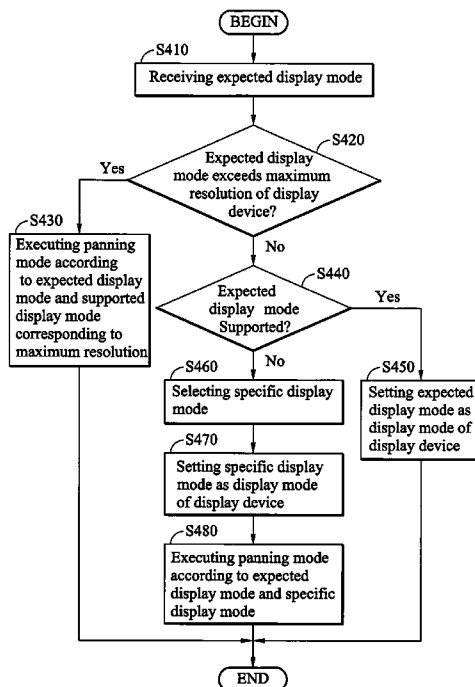 BEGIN
S410
Receiving expected display mode
S420
Expected display
mode exceeds maximum
resolution of display
device?
Yes
No
S430
Executing panning
mode according
to expected display
mode and supported
display mode
corresponding to
maximum resolution
S440
Expected
display mode
Supported?
Yes
No
S450
Setting expected
display mode as
display mode of
display device
S460
Selecting specific display
mode
S470
Setting specific display
mode as display mode
of display device
S480
Executing panning mode
according to expected
display mode and specific
display mode
END